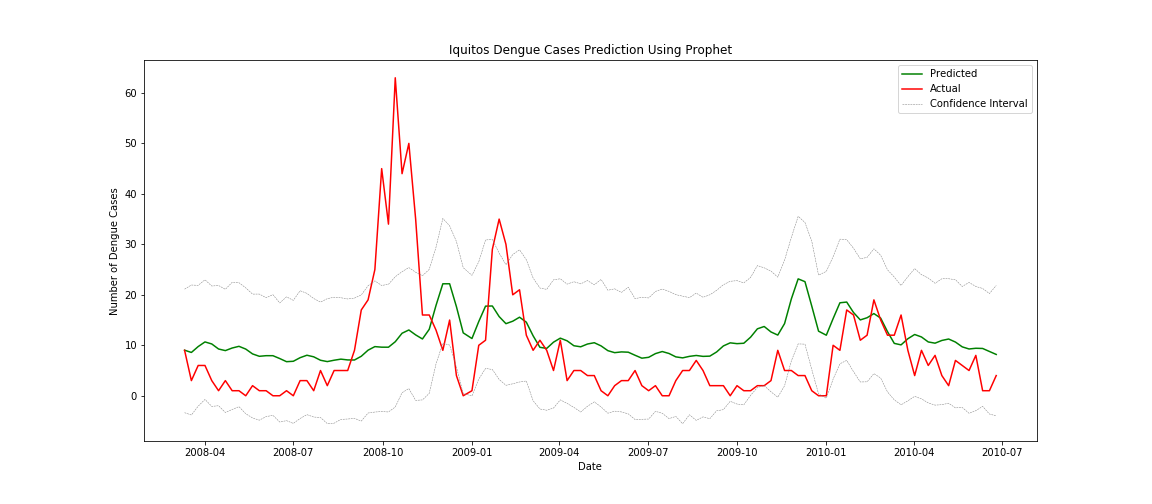 Iquitos Dengue Cases Prediction Using Prophet
Predicted
Actual
Confidence Interval
Number of Dengue Cases
60
50
40
30
20
10
0
2008-04 2008-07 2008-10 2009-01 2009-04 2009-07 2009-10 2010-01 2010-04 2010-07
Date